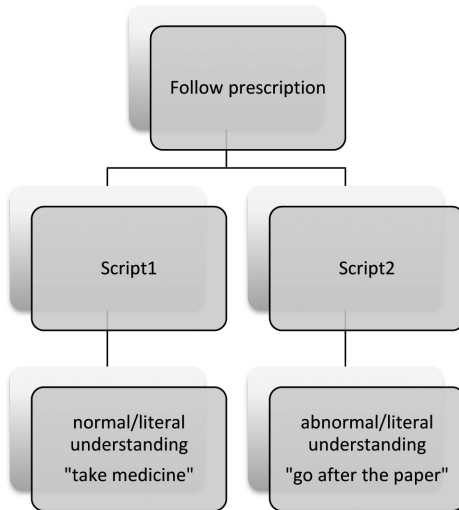 Follow prescription
Script1
Script2
normal/literal
understanding
"take medicine"
abnormal/literal
understanding
"go after the paper"